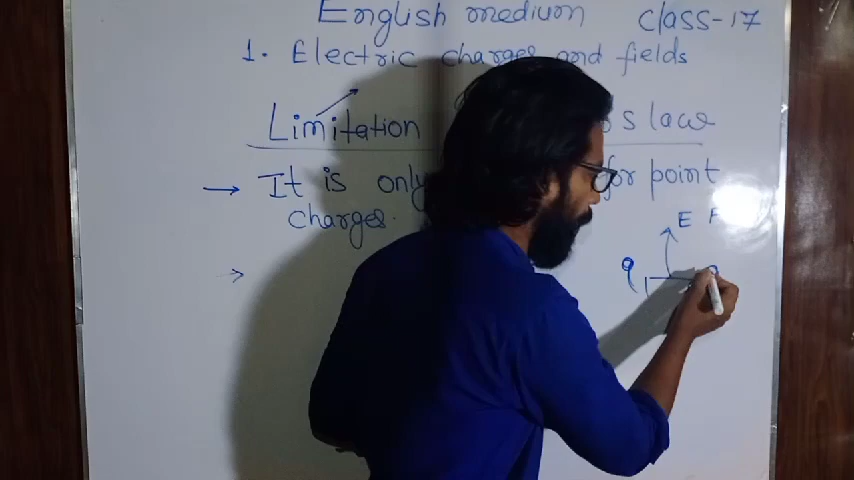 English medium class-17
1. Electric charges and fields
Limitation s law
It is only for point
charges.
E F
q